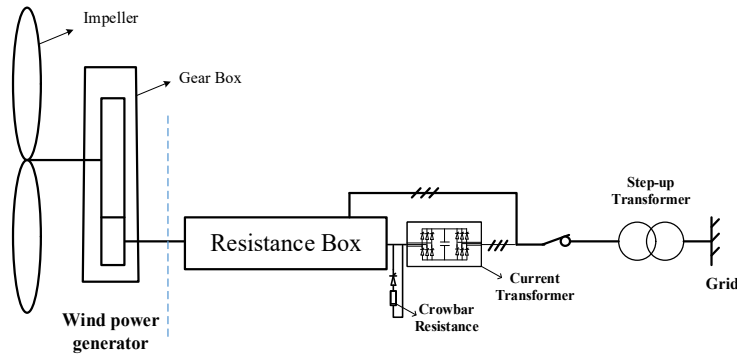 Impeller
Gear Box
Step-up
Transformer
Resistance Box
Current
Transformer
Crowbar
Resistance
Grid
Wind power
generator